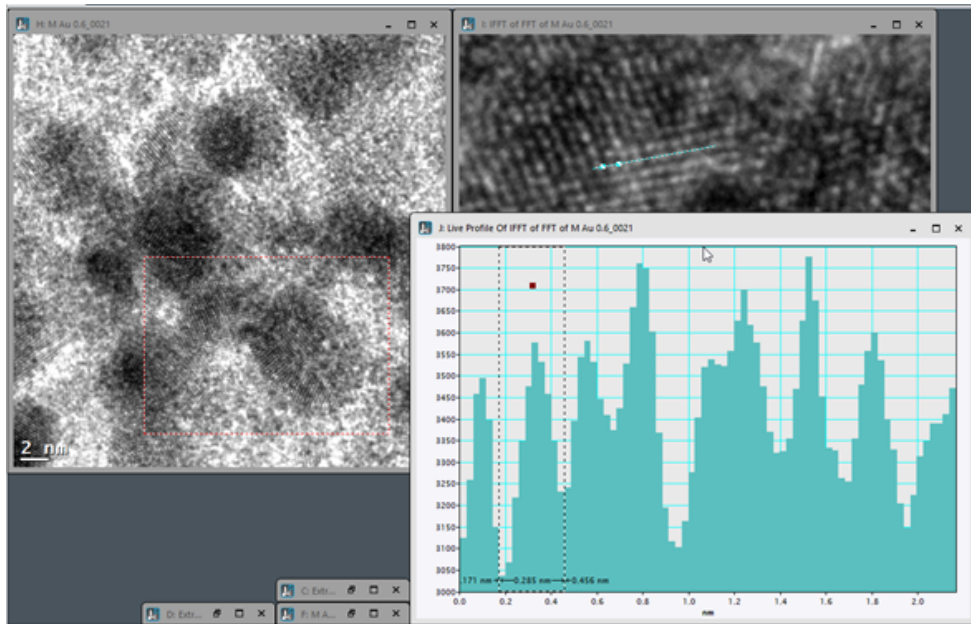 H: M Au 0.6_0021
I: IFFT of FFT of M Au 0.6_0021
2 nm
J: Live Profile Of IFFT of FFT of M Au 0.6_0021
3800
3750
3700
3650
3600
3550
3500
3450
3400
3350
3300
3250
3200
3150
3100
3050
3000
.171 nm
0.285 nm
0.456 nm
0.0 0.2 0.4 0.6 0.8 1.0 1.2 1.4 1.6 1.8 2.0
nm
C: Extr...
D: Extr...
F: M A...